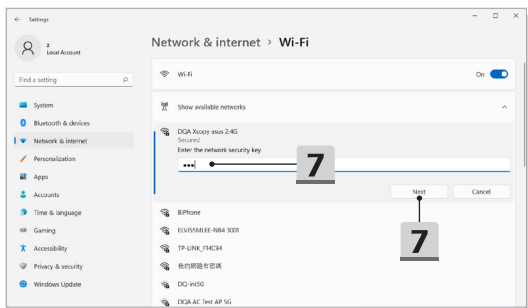 Settings
z
Local Account
Find a setting
System
Bluetooth & devices
Network & internet
Personalization
Apps
Accounts
Time & language
Gaming
Accessibility
Privacy & security
Windows Update
Network & internet > Wi-Fi
Wi-Fi
On
Show available networks
DQA Xcopy asus 2.4G
Secured
Enter the network security key
•••
7
Next
Cancel
7
BiPhone
ELVISSMLEE-NB4 3001
TP-LINK_F14C94
我的網路有密碼
DQ-int5G
DQA AC Test AP 5G